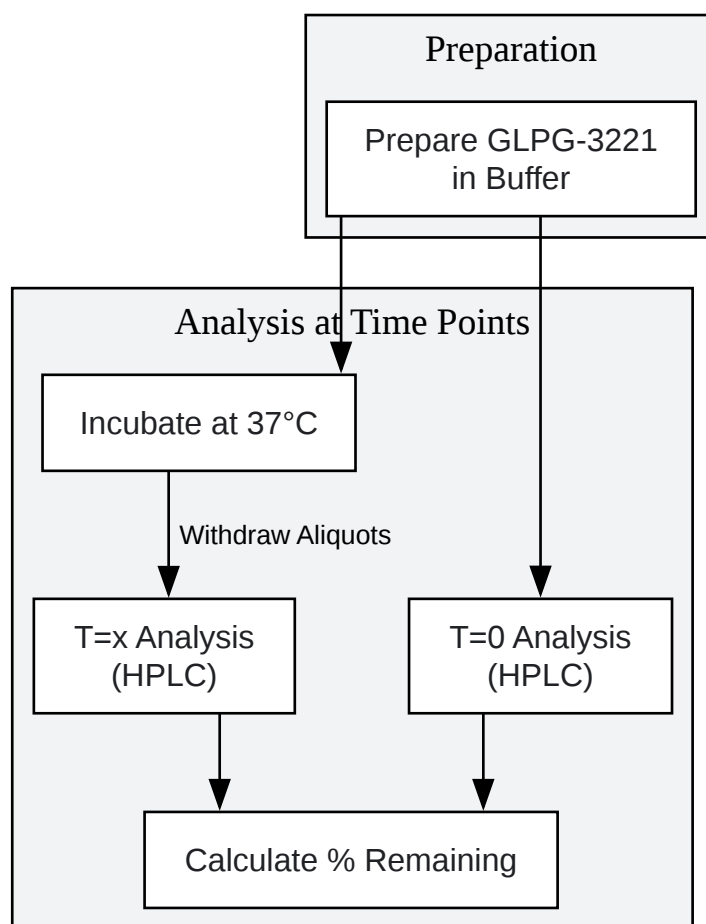 Preparation
Prepare GLPG-3221
in Buffer
Analysis at Time Points
Incubate at 37°C
Withdraw Aliquots
T=x Analysis
(HPLC)
T=0 Analysis
(HPLC)
Calculate % Remaining